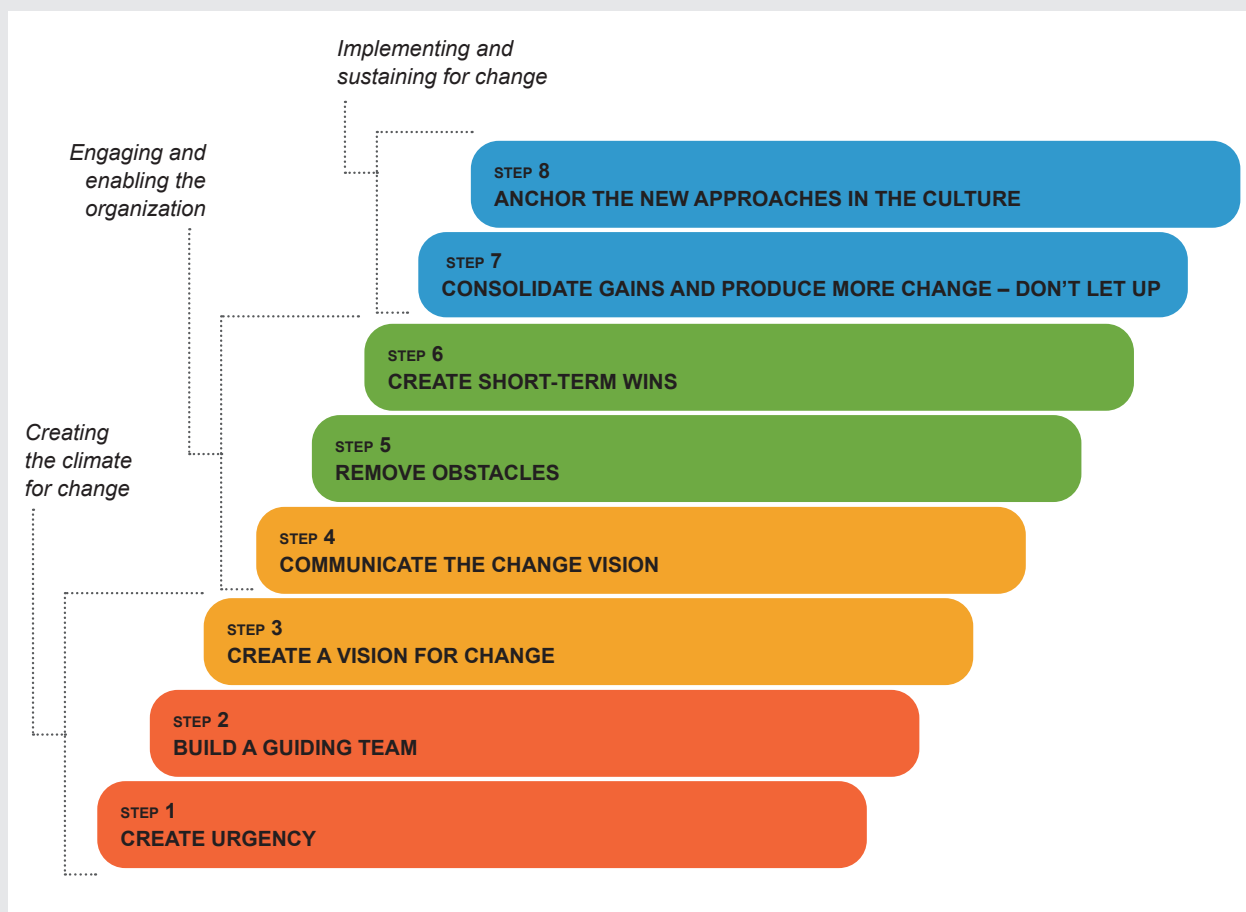 Implementing and
sustaining for change
Engaging and
enabling the
organization
Creating
the climate
for change
STEP 8
ANCHOR THE NEW APPROACHES IN THE CULTURE
STEP 7
CONSOLIDATE GAINS AND PRODUCE MORE CHANGE – DON'T LET UP
STEP 6
CREATE SHORT-TERM WINS
STEP 5
REMOVE OBSTACLES
STEP 4
COMMUNICATE THE CHANGE VISION
STEP 3
CREATE A VISION FOR CHANGE
STEP 2
BUILD A GUIDING TEAM
STEP 1
CREATE URGENCY